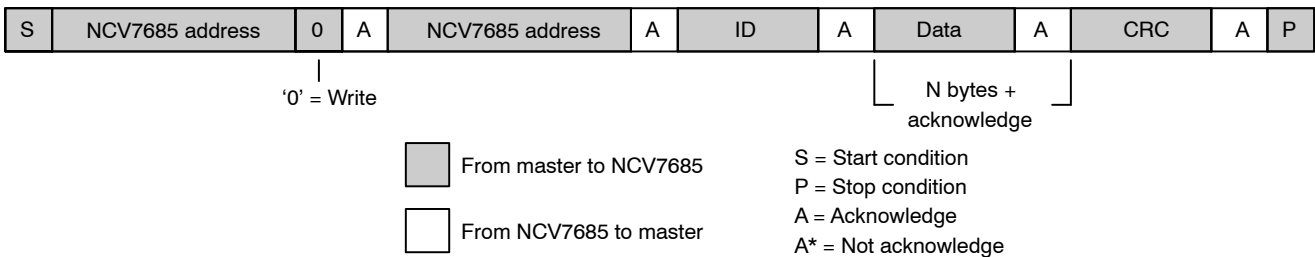 S NCV7685 address 0 A NCV7685 address A ID A Data A CRC A P
‘0’ = Write
N bytes +
acknowledge
From master to NCV7685
From NCV7685 to master
S = Start condition
P = Stop condition
A = Acknowledge
A* = Not acknowledge